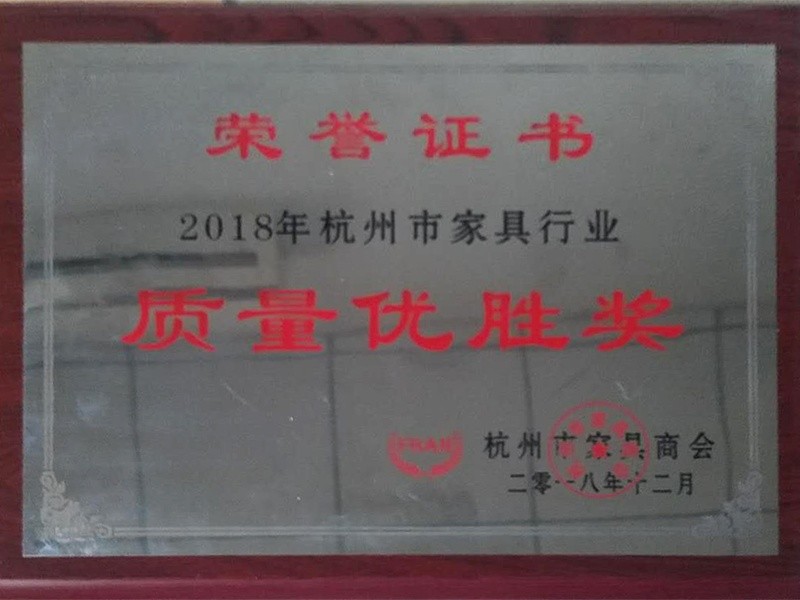 荣誉证书
2018年杭州市家具行业
质量优胜奖
杭州市家具商会
二零一八年十二月